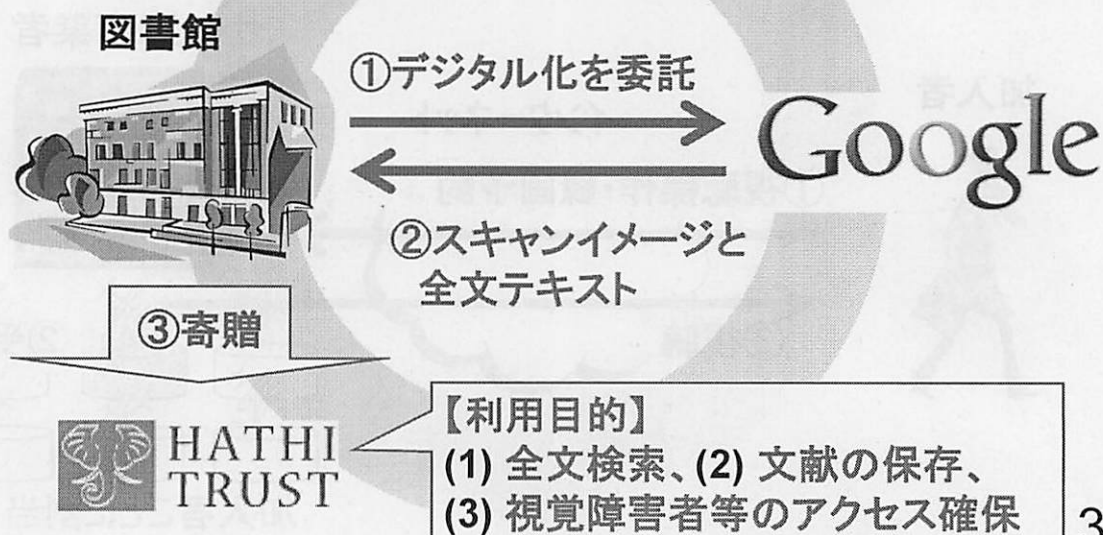 図書館
①デジタル化を委託
Google
②スキャンイメージと
全文テキスト
③寄贈
HATHI
TRUST
【利用目的】
(1) 全文検索、(2) 文献の保存、
(3) 視覚障害者等のアクセス確保
3